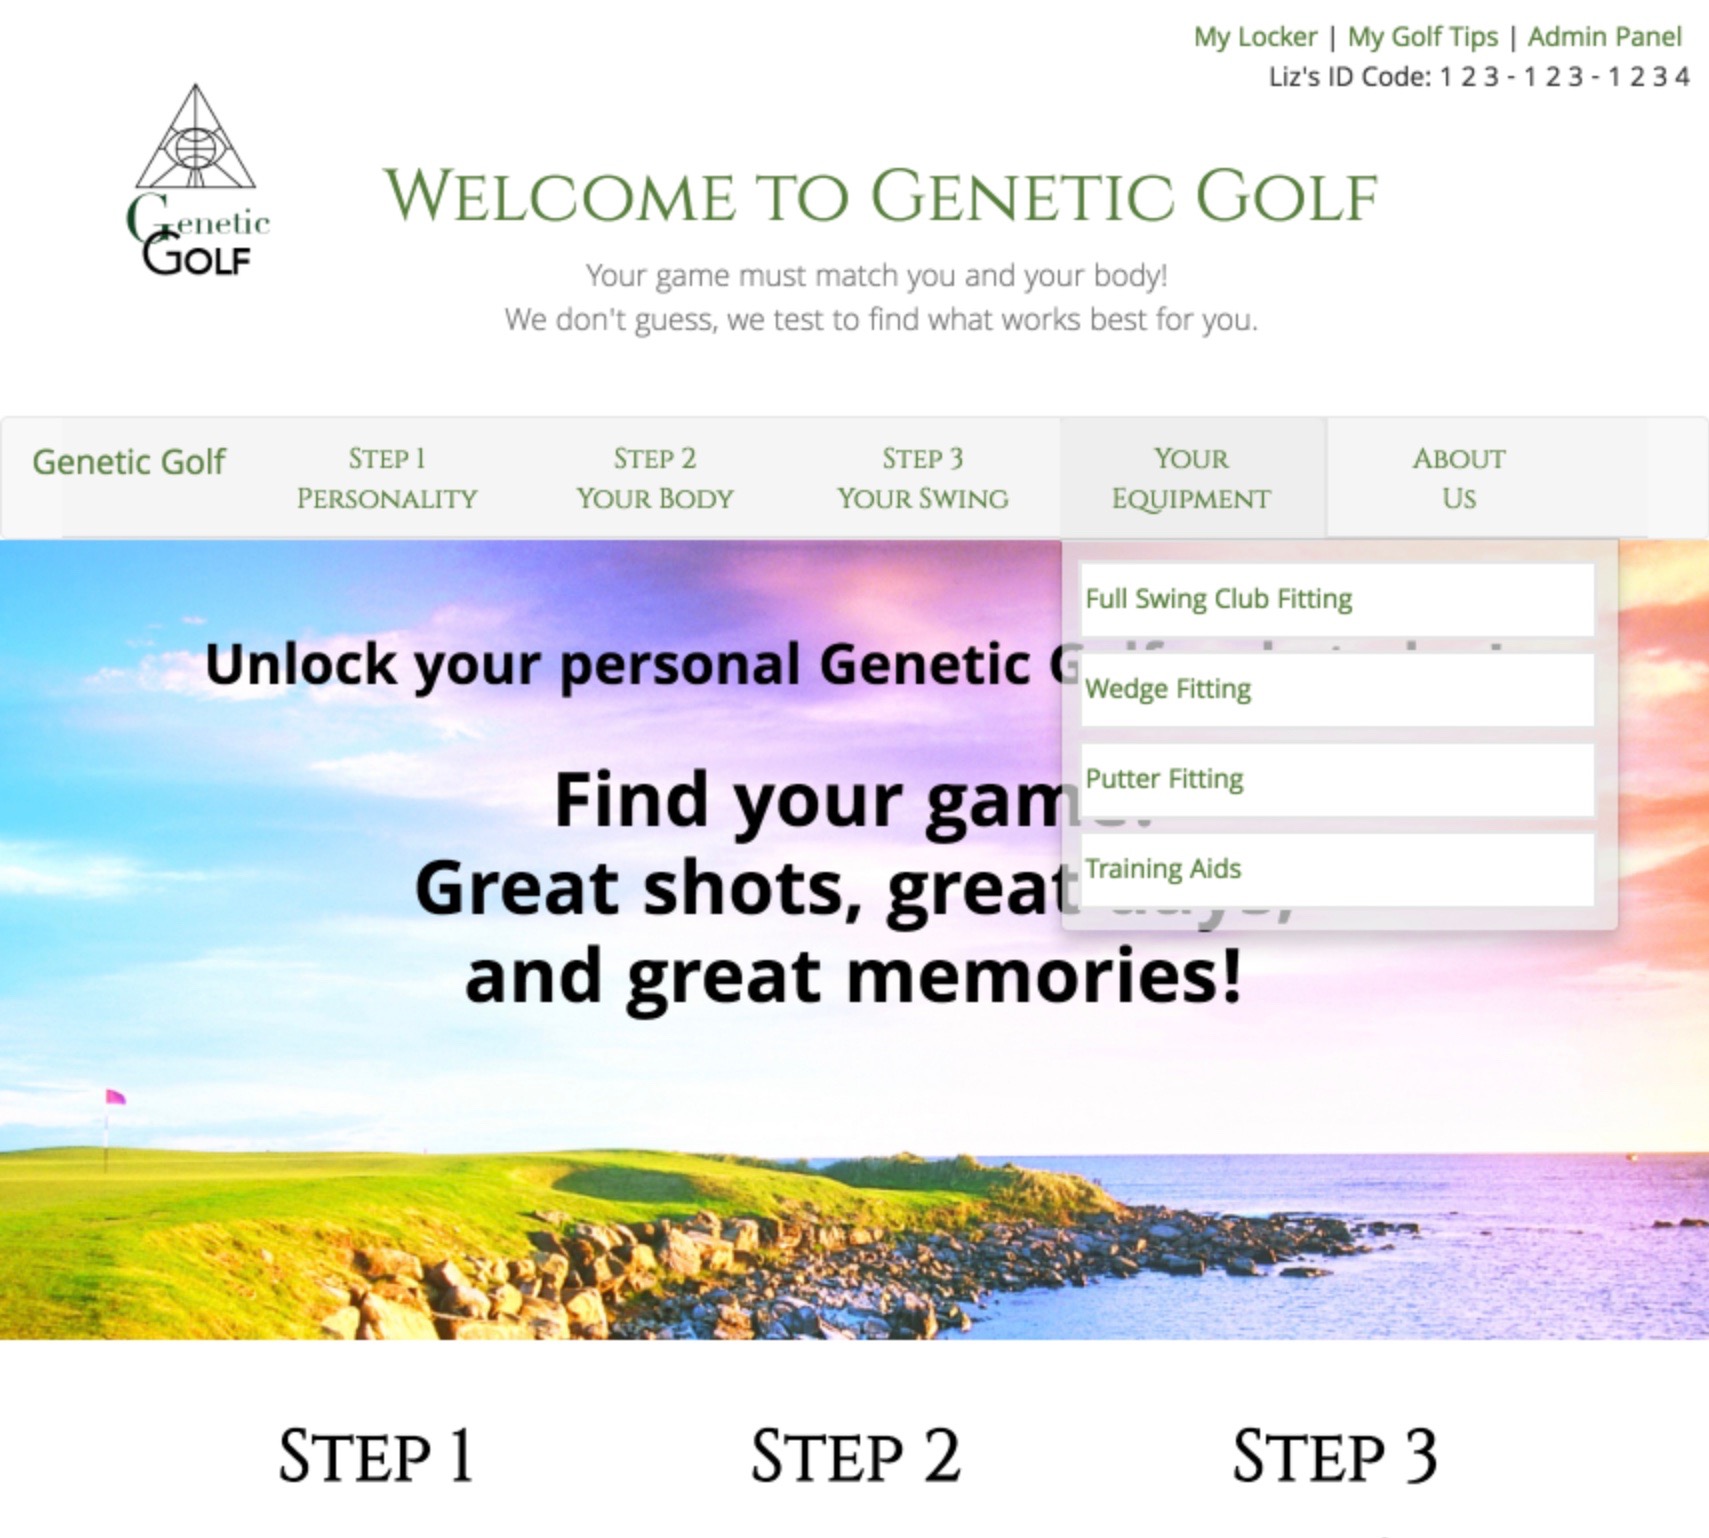 My Locker | My Golf Tips | Admin Panel
Liz's ID Code: 1 2 3 - 1 2 3 - 1 2 3 4
Genetic
GOLF
WELCOME TO GENETIC GOLF
Your game must match you and your body!
We don't guess, we test to find what works best for you.
Genetic Golf
STEP 1
PERSONALITY
STEP 2
YOUR BODY
STEP 3
YOUR SWING
YOUR
EQUIPMENT
ABOUT
US
Full Swing Club Fitting
Wedge Fitting
Putter Fitting
Training Aids
Unlock your personal Genetic
Find your
Great shots, great
and great memories!
STEP 1
STEP 2
STEP 3